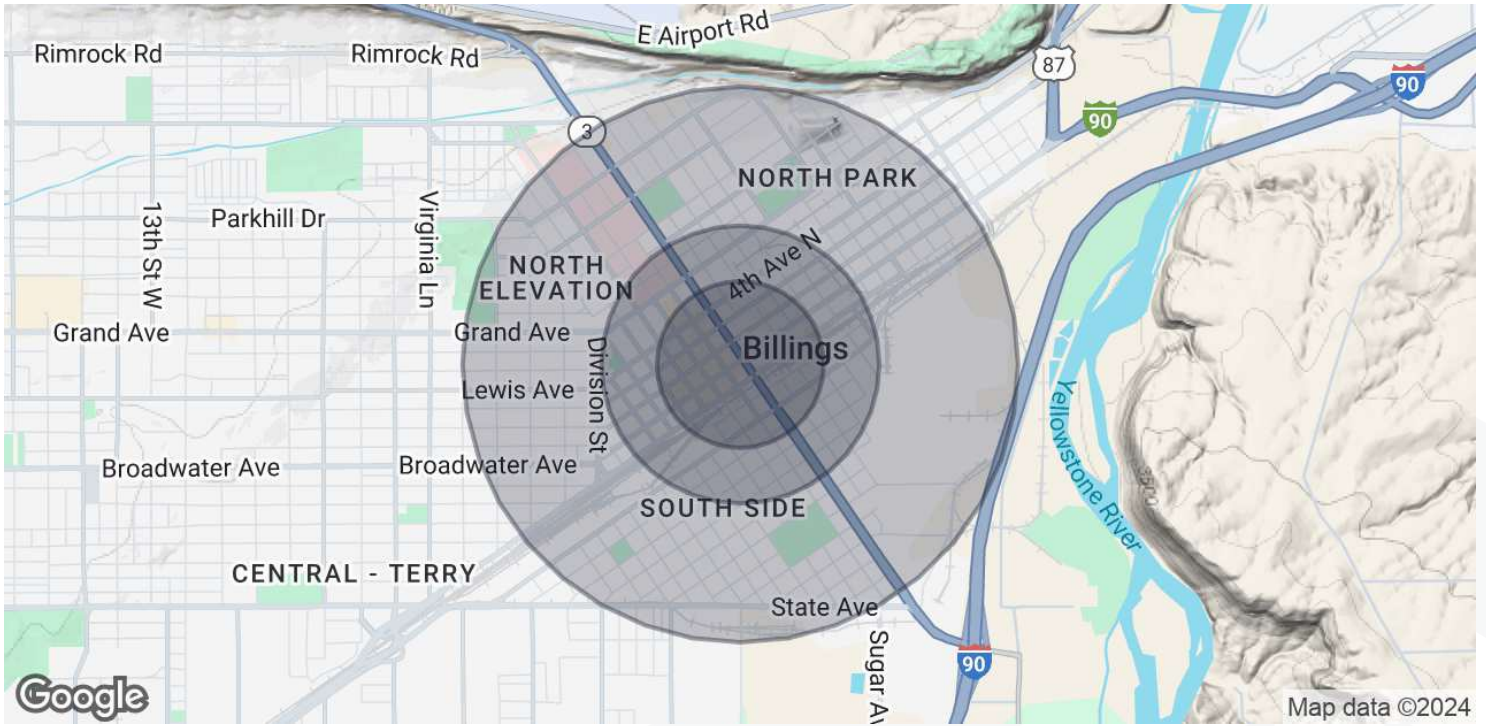 E Airport Rd
Rimrock Rd
Rimrock Rd
87
90
90
3
NORTH PARK
13th St W
Parkhill Dr
Virginia Ln
4th Ave N
NORTH
ELEVATION
Grand Ave
Grand Ave
Billings
Division St
Lewis Ave
Yellowstone River
Broadwater Ave
Broadwater Ave
3500
SOUTH SIDE
CENTRAL - TERRY
State Ave
Sugar Av
90
Google
Map data ©2024